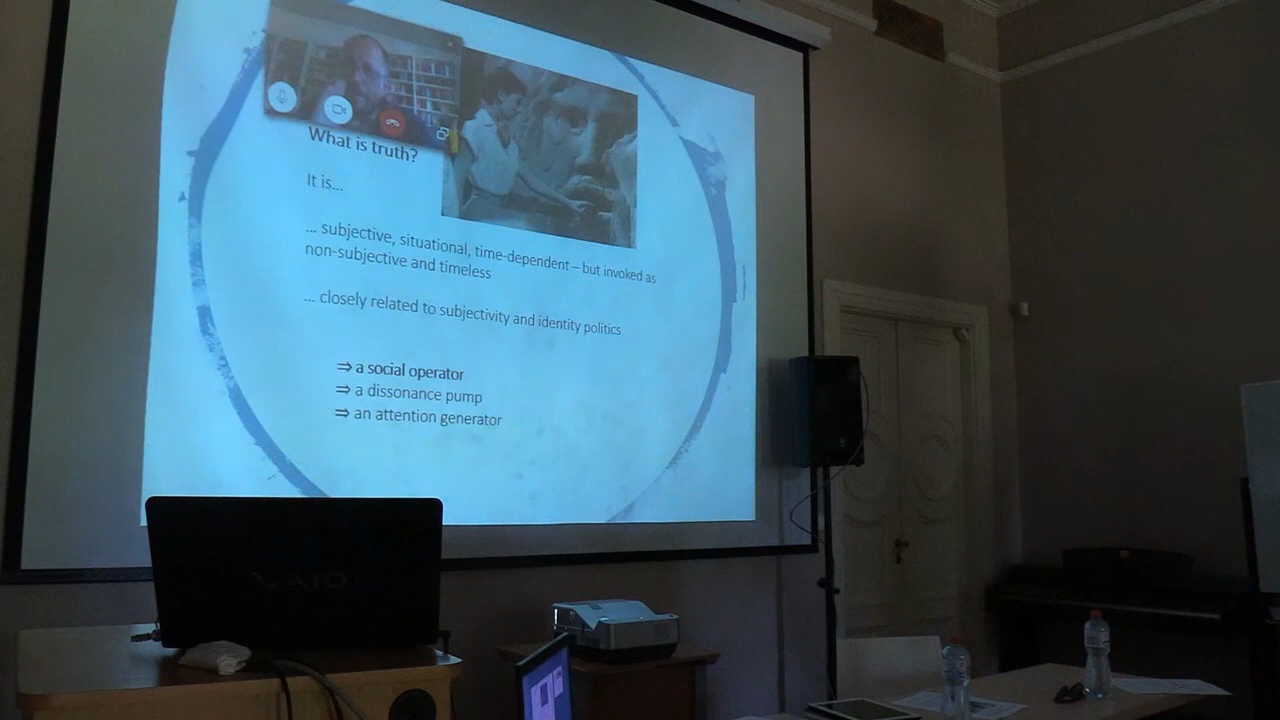 What is truth?
It is...
... subjective, situational, time-dependent – but invoked as
non-subjective and timeless
... closely related to subjectivity and identity politics
⇒ a social operator
⇒ a dissonance pump
⇒ an attention generator
VAIO